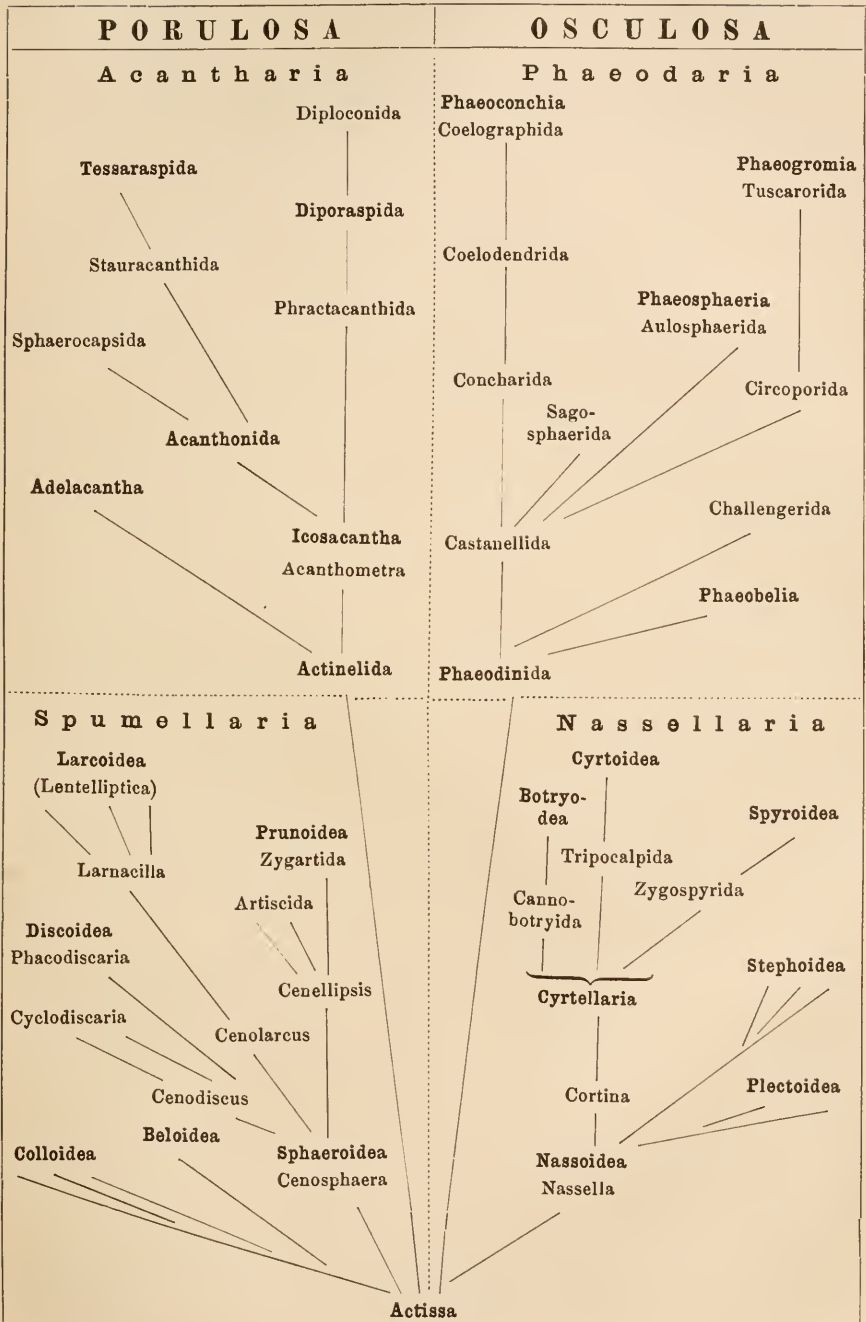 PORULOSA
OSCULOSA
Acantharia
Diploconida
Tessaraspida
Diporaspida
Stauracanthida
Phractacanthida
Sphaerocapsida
Acanthonida
Adelacantha
Icosacantha
Acanthometra
Actinelida
Phaeodaria
Phaeoconchia
Coelographida
Phaeogromia
Tuscarorida
Coelodendrida
Phaeosphaeria
Aulosphaerida
Concharida
Circoporida
Sago-
sphaerida
Challengerida
Castanellida
Phaeobelia
Phaeodinida
Spumellaria
Larcoidea
(Lentelliptica)
Prunoidea
Zygartida
Larnacilla
Artiscida
Discoidea
Phacodiscaria
Cenellipsis
Cyclodiscaria
Cenolarcus
Cenodiscus
Beloidea
Colloidea
Sphaeroidea
Cenosphaera
Nassellaria
Cyrtoidea
Botryo-
dea
Spyroidea
Tripocalpida
Zygospyrida
Canno-
botryida
Stephoidea
Cyrtellaria
Plectoidea
Cortina
Nassoidea
Nassella
Actissa